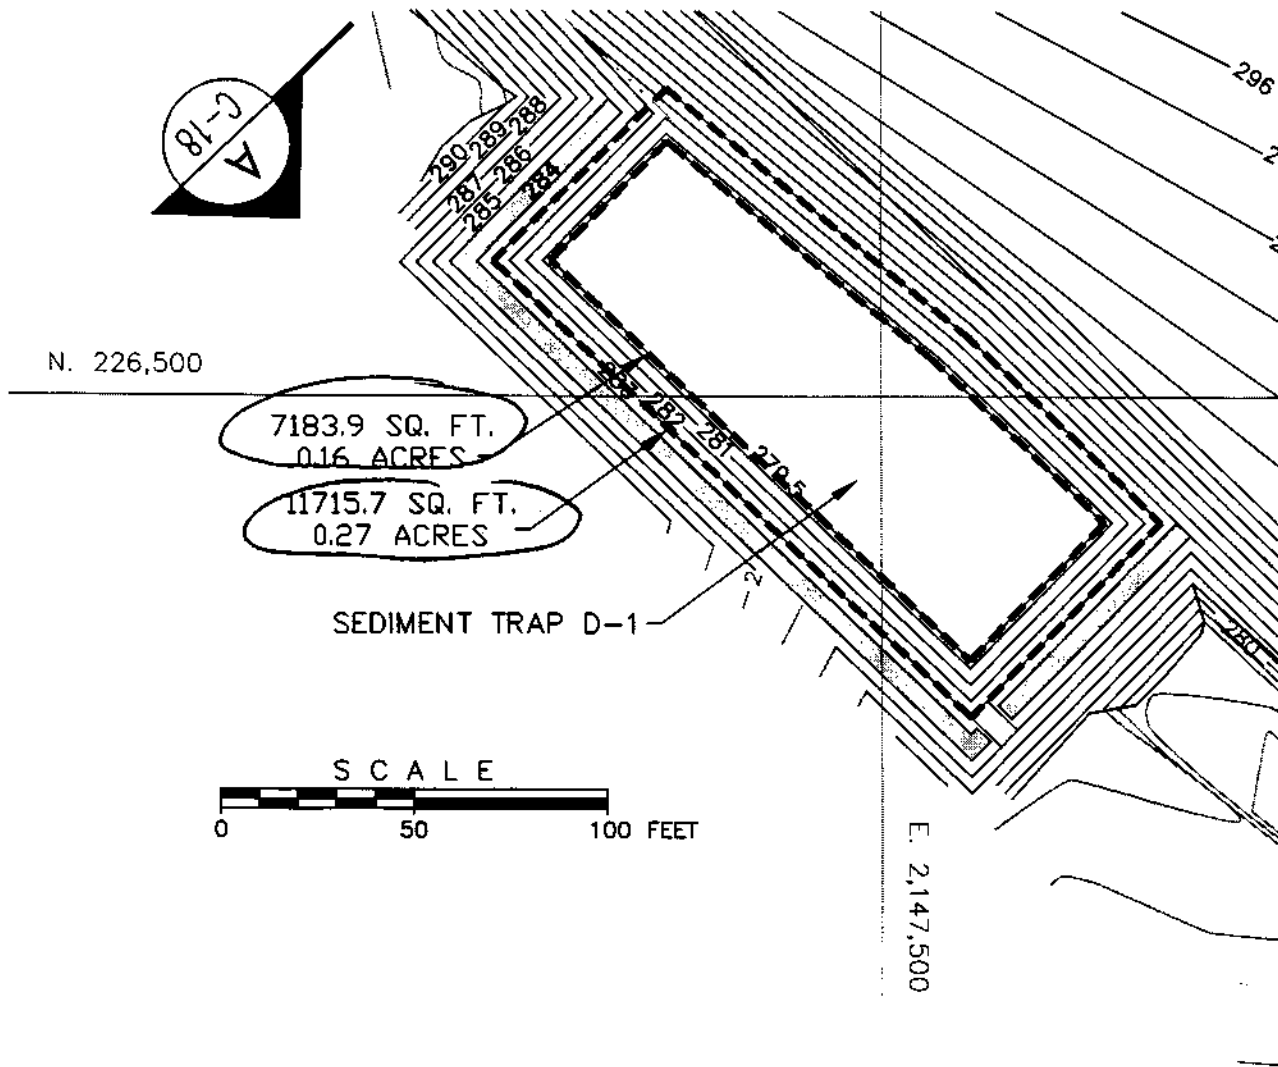 296
C-18
A
290 289 288
287 286
285 284
N. 226,500
7183.9 SQ. FT.
0.16 ACRES
283 282 281
279.5
11715.7 SQ. FT.
0.27 ACRES
SEDIMENT TRAP D-1
280
SCALE
0 50 100 FEET
E. 2,147,500